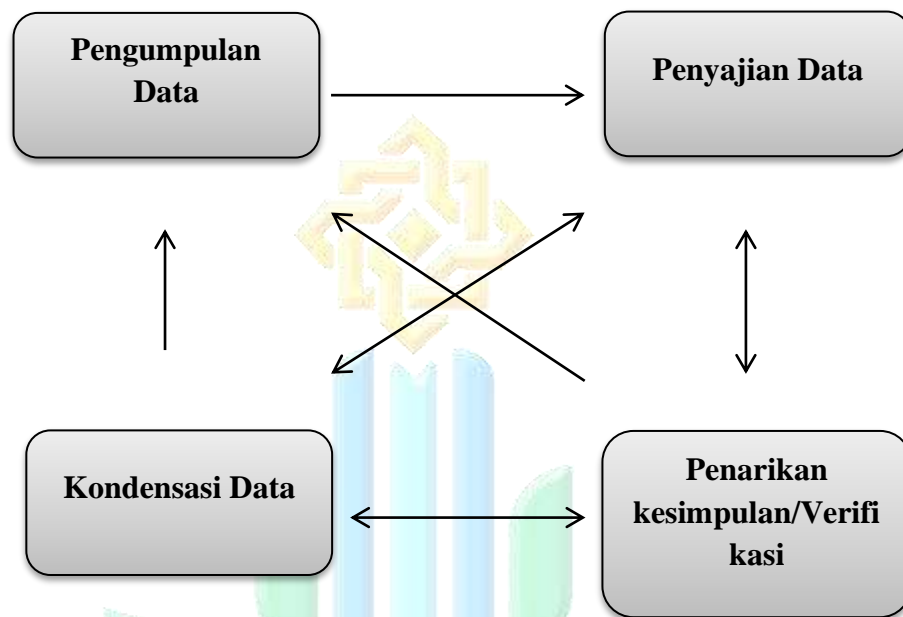 Pengumpulan
Data
Penyajian Data
Kondensasi Data
Penarikan
kesimpulan/Verifi
kasi